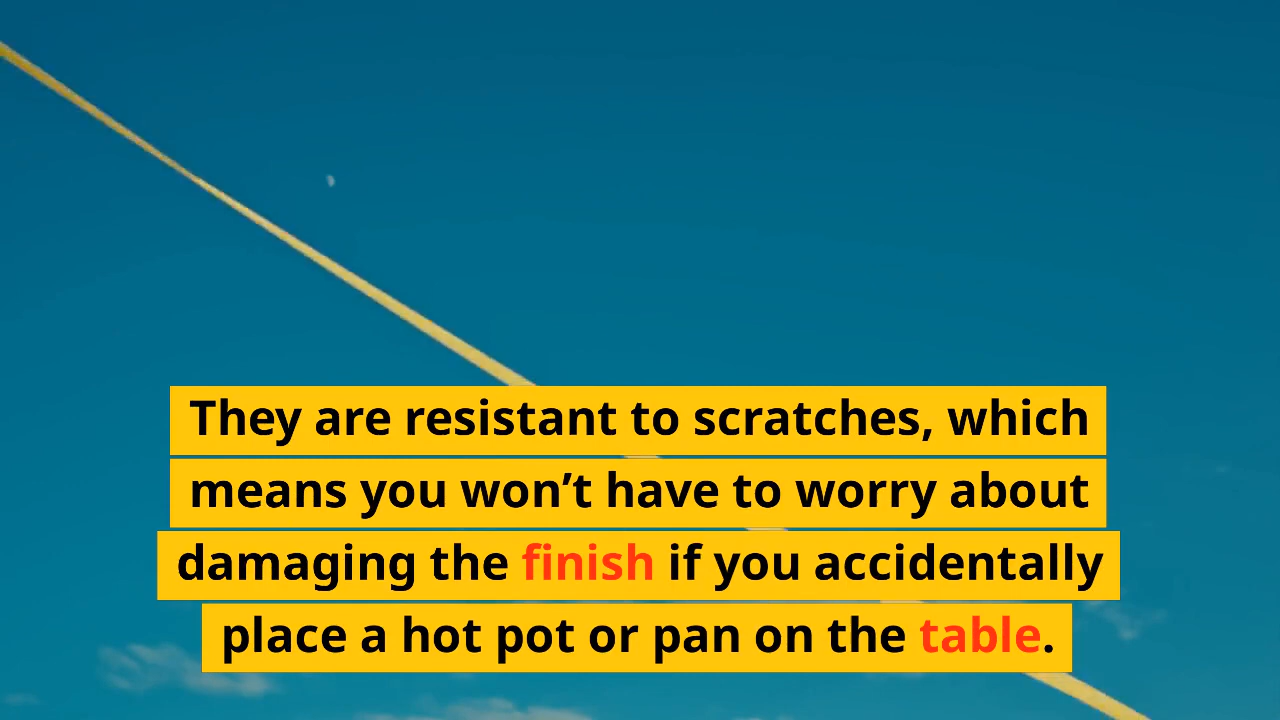 They are resistant to scratches, which
means you won’t have to worry about
damaging the finish if you accidentally
place a hot pot or pan on the table.